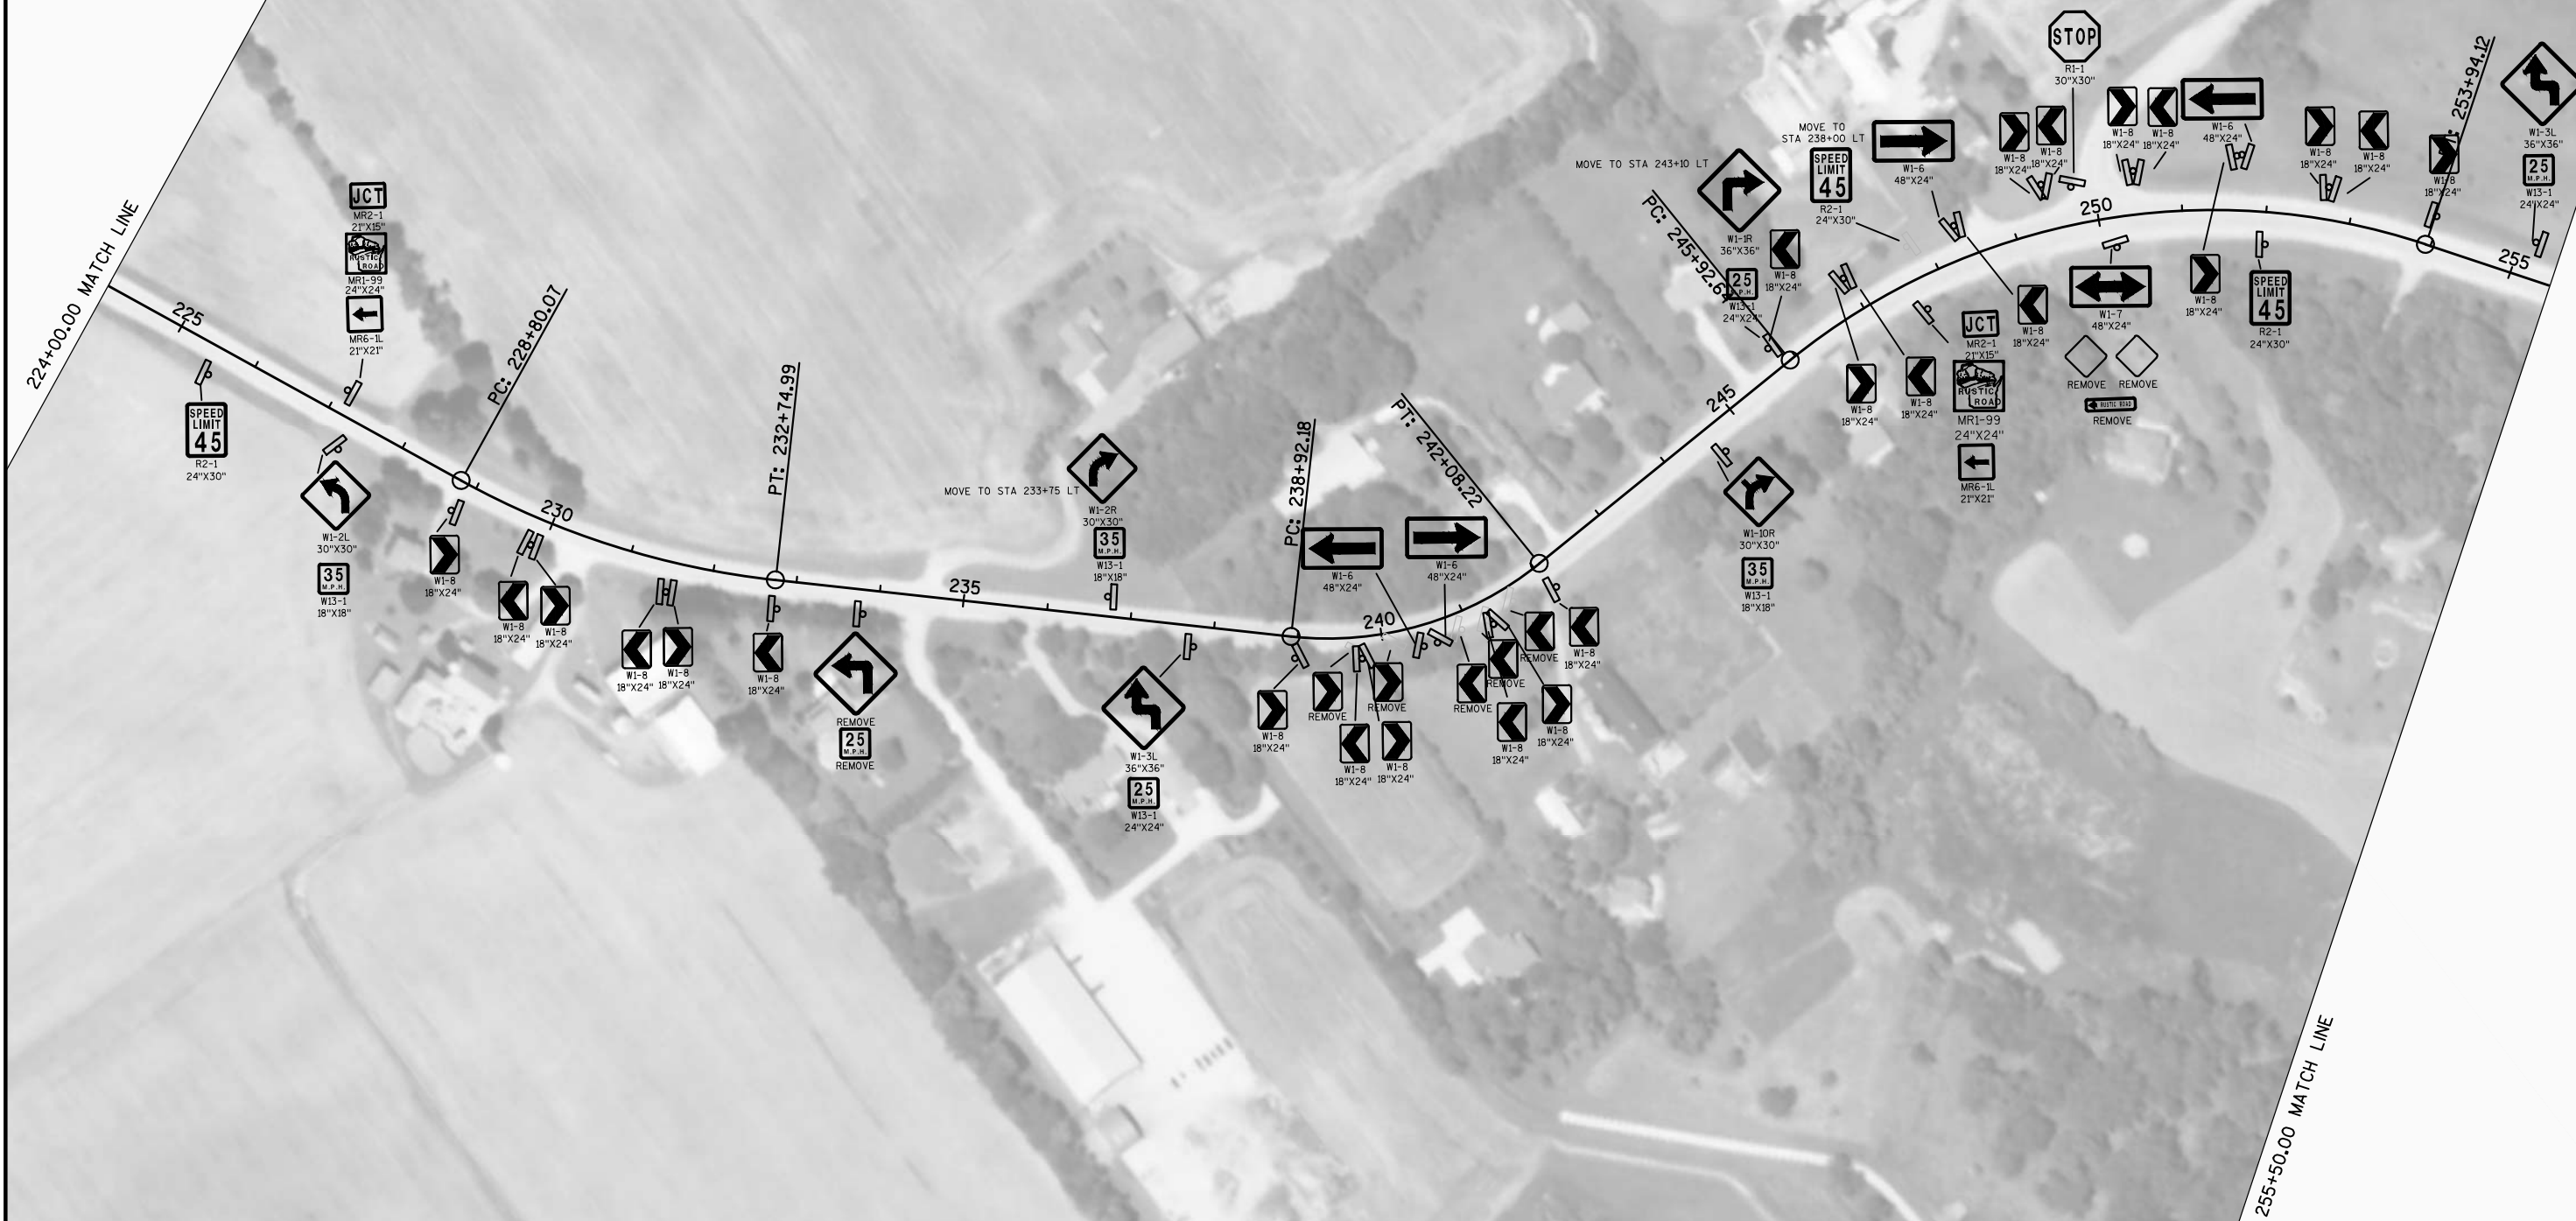 224+00.00 MATCH LINE
225
SPEED
LIMIT
45
R2-1
24"X30"
JCT
MR2-1
21"X15"
RUSTIC
ROAD
MR1-99
24"X24"
MR6-1L
21"X21"
W1-2L
30"X30"
35
M.P.H.
W13-1
18"X18"
PC: 228+80.07
W1-8
18"X24"
230
W1-8
18"X24"
W1-8
18"X24"
W1-8
18"X24"
W1-8
18"X24"
PT: 232+74.99
W1-8
18"X24"
REMOVE
25
M.P.H.
REMOVE
235
MOVE TO STA 233+75 LT
W1-2R
30"X30"
35
M.P.H.
W13-1
18"X18"
W1-3L
36"X36"
25
M.P.H.
W13-1
24"X24"
PC: 238+92.18
W1-8
18"X24"
W1-6
48"X24"
W1-6
48"X24"
240
REMOVE
REMOVE
W1-8
18"X24"
W1-8
18"X24"
REMOVE
REMOVE
REMOVE
W1-8
18"X24"
W1-8
18"X24"
W1-8
18"X24"
PT: 242+08.22
245
W1-10R
30"X30"
35
M.P.H.
W13-1
18"X18"
MOVE TO STA 243+10 LT
W1-1R
36"X36"
25
W13-1
24"X24"
W1-8
18"X24"
PC: 245+92.6
MOVE TO
STA 238+00 LT
SPEED
LIMIT
45
R2-1
24"X30"
W1-6
48"X24"
W1-8
18"X24"
W1-8
18"X24"
JCT
MR2-1
21"X15"
RUSTIC
ROAD
MR1-99
24"X24"
MR6-1L
21"X21"
W1-8
18"X24"
W1-8
18"X24"
W1-8
18"X24"
STOP
R1-1
30"X30"
250
W1-8
18"X24"
W1-8
18"X24"
W1-6
48"X24"
W1-7
48"X24"
REMOVE
REMOVE
RUSTIC ROAD
REMOVE
W1-8
18"X24"
SPEED
LIMIT
45
R2-1
24"X30"
W1-8
18"X24"
W1-8
18"X24"
253+94.12
W1-8
18"X24"
W1-3L
36"X36"
25
M.P.H.
W13-1
24"X24"
255
255+50.00 MATCH LINE